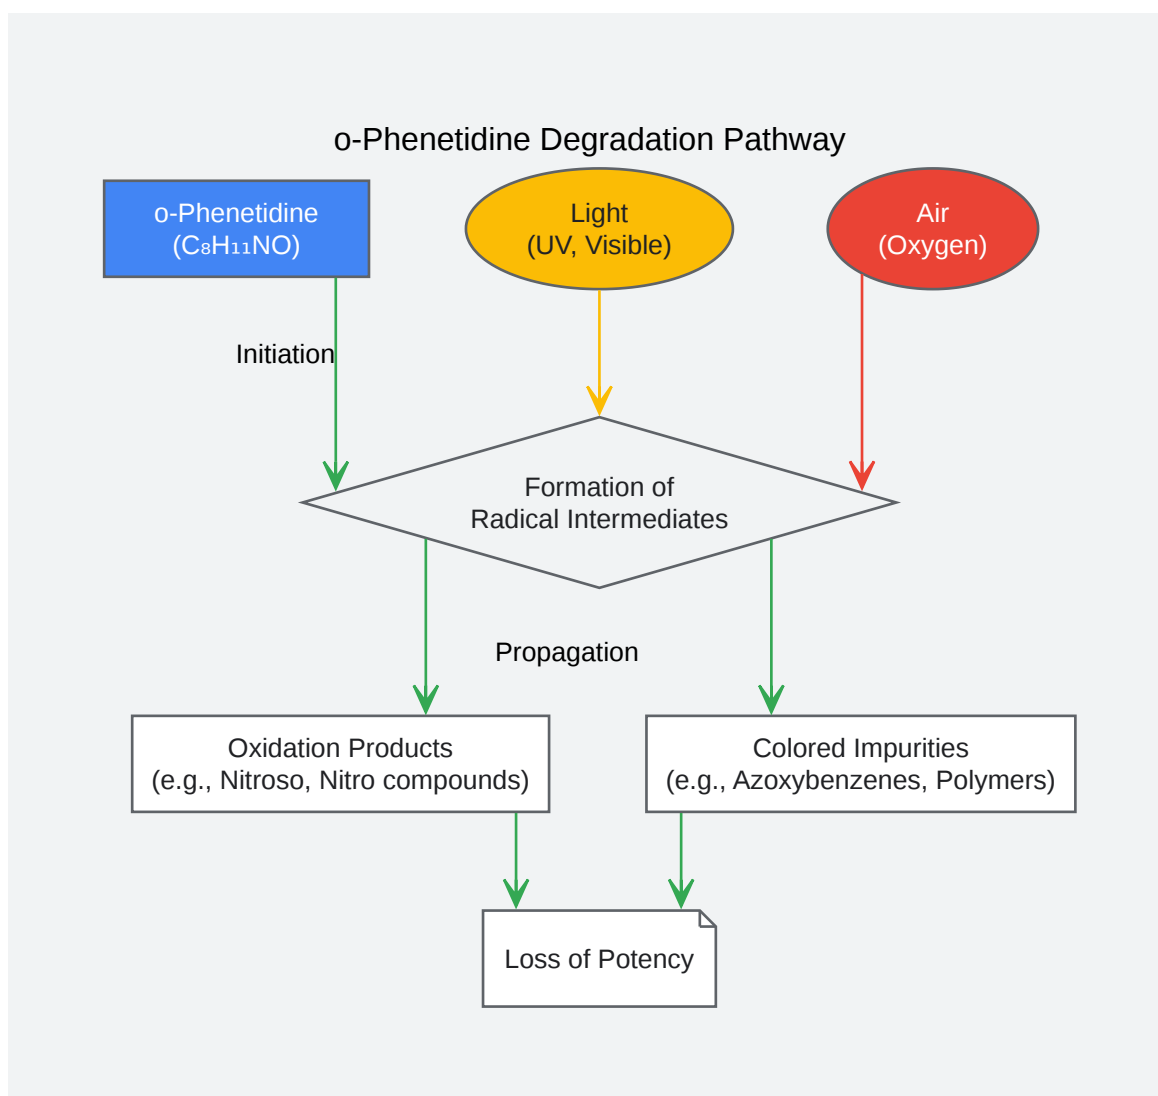 o-Phenetidine Degradation Pathway
o-Phenetidine
(C₈H₁₁NO)
Light
(UV, Visible)
Air
(Oxygen)
Initiation
Formation of
Radical Intermediates
Propagation
Oxidation Products
(e.g., Nitroso, Nitro compounds)
Colored Impurities
(e.g., Azoxybenzenes, Polymers)
Loss of Potency